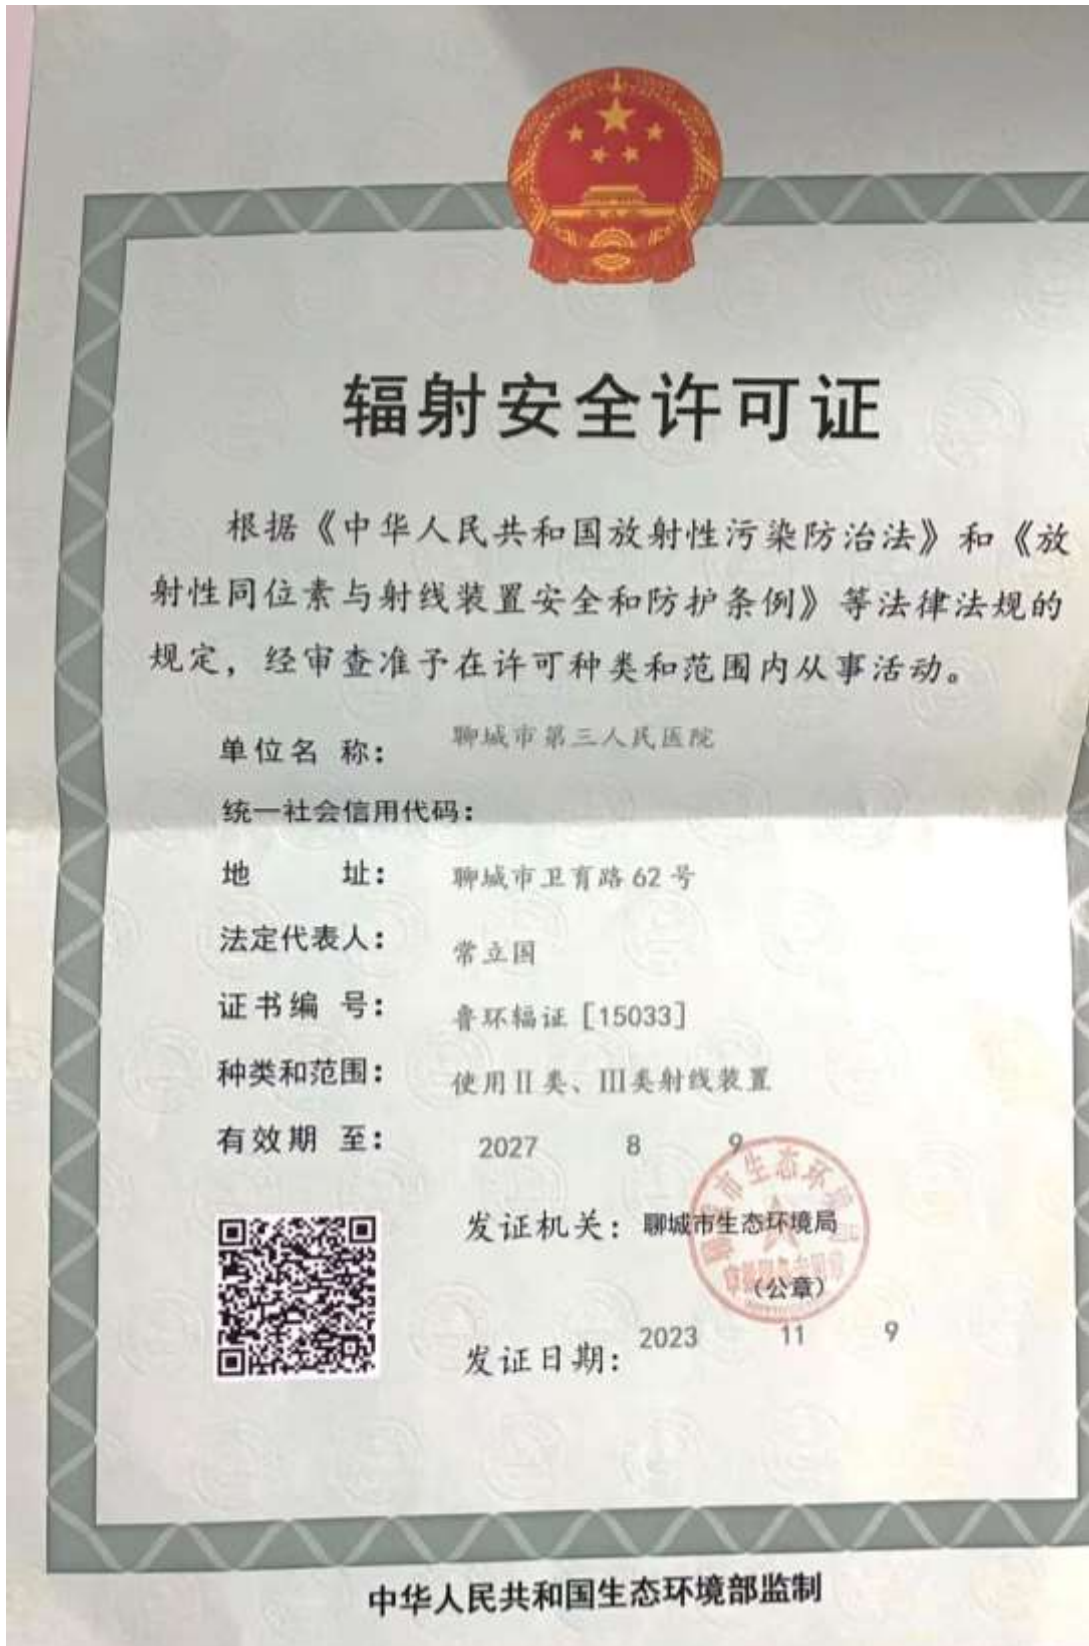 辐射安全许可证
根据《中华人民共和国放射性污染防治法》和《放
射性同位素与射线装置安全和防护条例》等法律法规的
规定，经审查准予在许可种类和范围内从事活动。
单位名 称： 聊城市第三人民医院
统一社会信用代码：
地 址： 聊城市卫育路 62 号
法定代表人： 常立国
证书编 号： 鲁环辐证［15033］
种类和范围： 使用Ⅱ类、Ⅲ类射线装置
有效期 至： 2027 8 9
发证机关： 聊城市生态环境局
（公章）
发证日期： 2023 11 9
中华人民共和国生态环境部监制